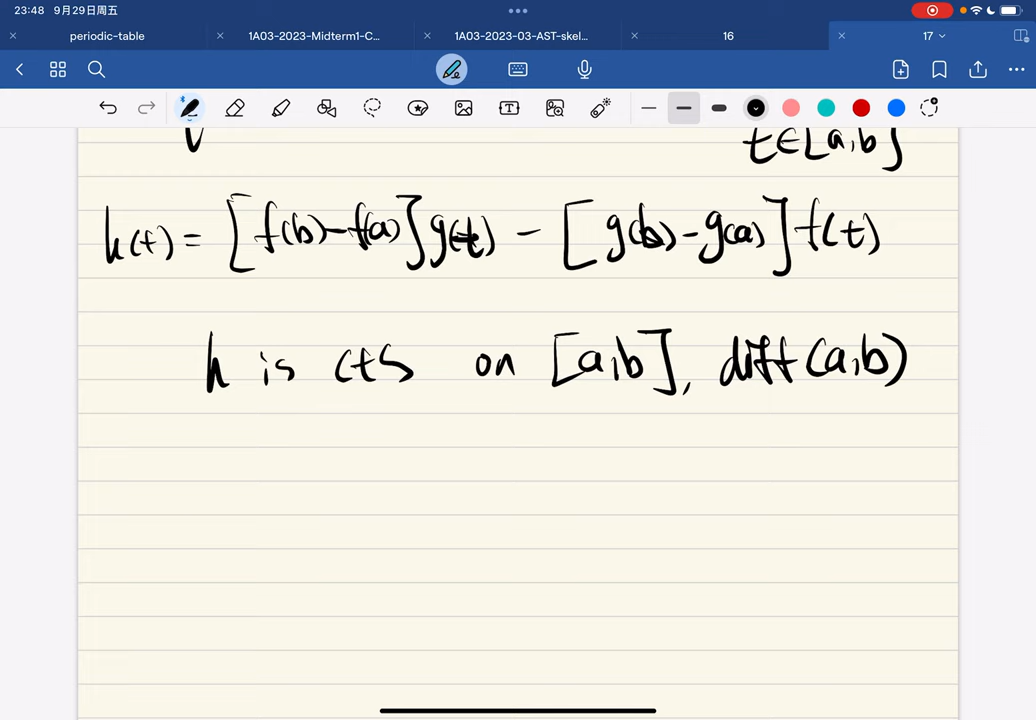 23:48 9月29日周五
periodic-table 1A03-2023-Midterm1-C... 1A03-2023-03-AST-skel... 16 17
t∈[a,b]
h(t) = [f(b)-f(a)]g(t) - [g(b)-g(a)]f(t)
h is cts on [a,b], diff(a,b)